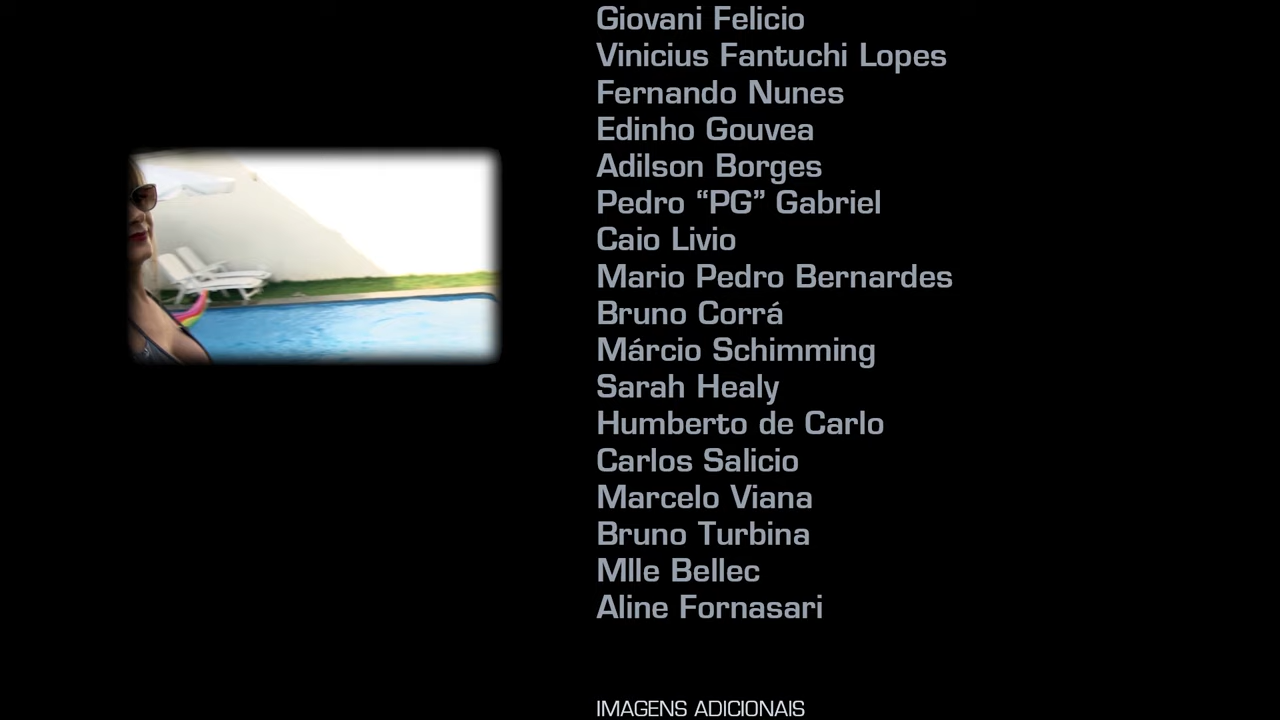 Giovani Felicio
Vinicius Fantuchi Lopes
Fernando Nunes
Edinho Gouvea
Adilson Borges
Pedro “PG” Gabriel
Caio Livio
Mario Pedro Bernardes
Bruno Corrá
Márcio Schimming
Sarah Healy
Humberto de Carlo
Carlos Salicio
Marcelo Viana
Bruno Turbina
Mlle Bellec
Aline Fornasari
IMAGENS ADICIONAIS